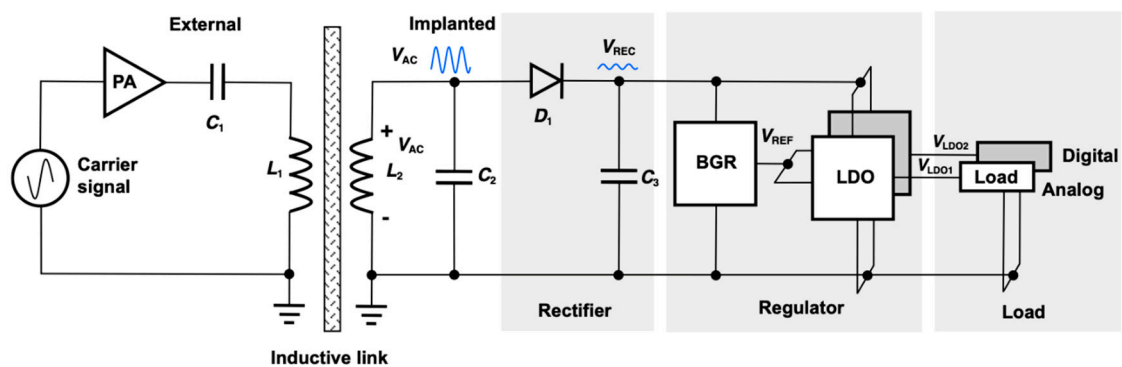 External
Implanted
PA
C1
VAC
VREC
D1
Carrier
signal
L1
+
VAC
L2
-
C2
C3
BGR
VREF
LDO
VLDO2
VLDO1
Digital
Load
Analog
Rectifier
Regulator
Load
Inductive link